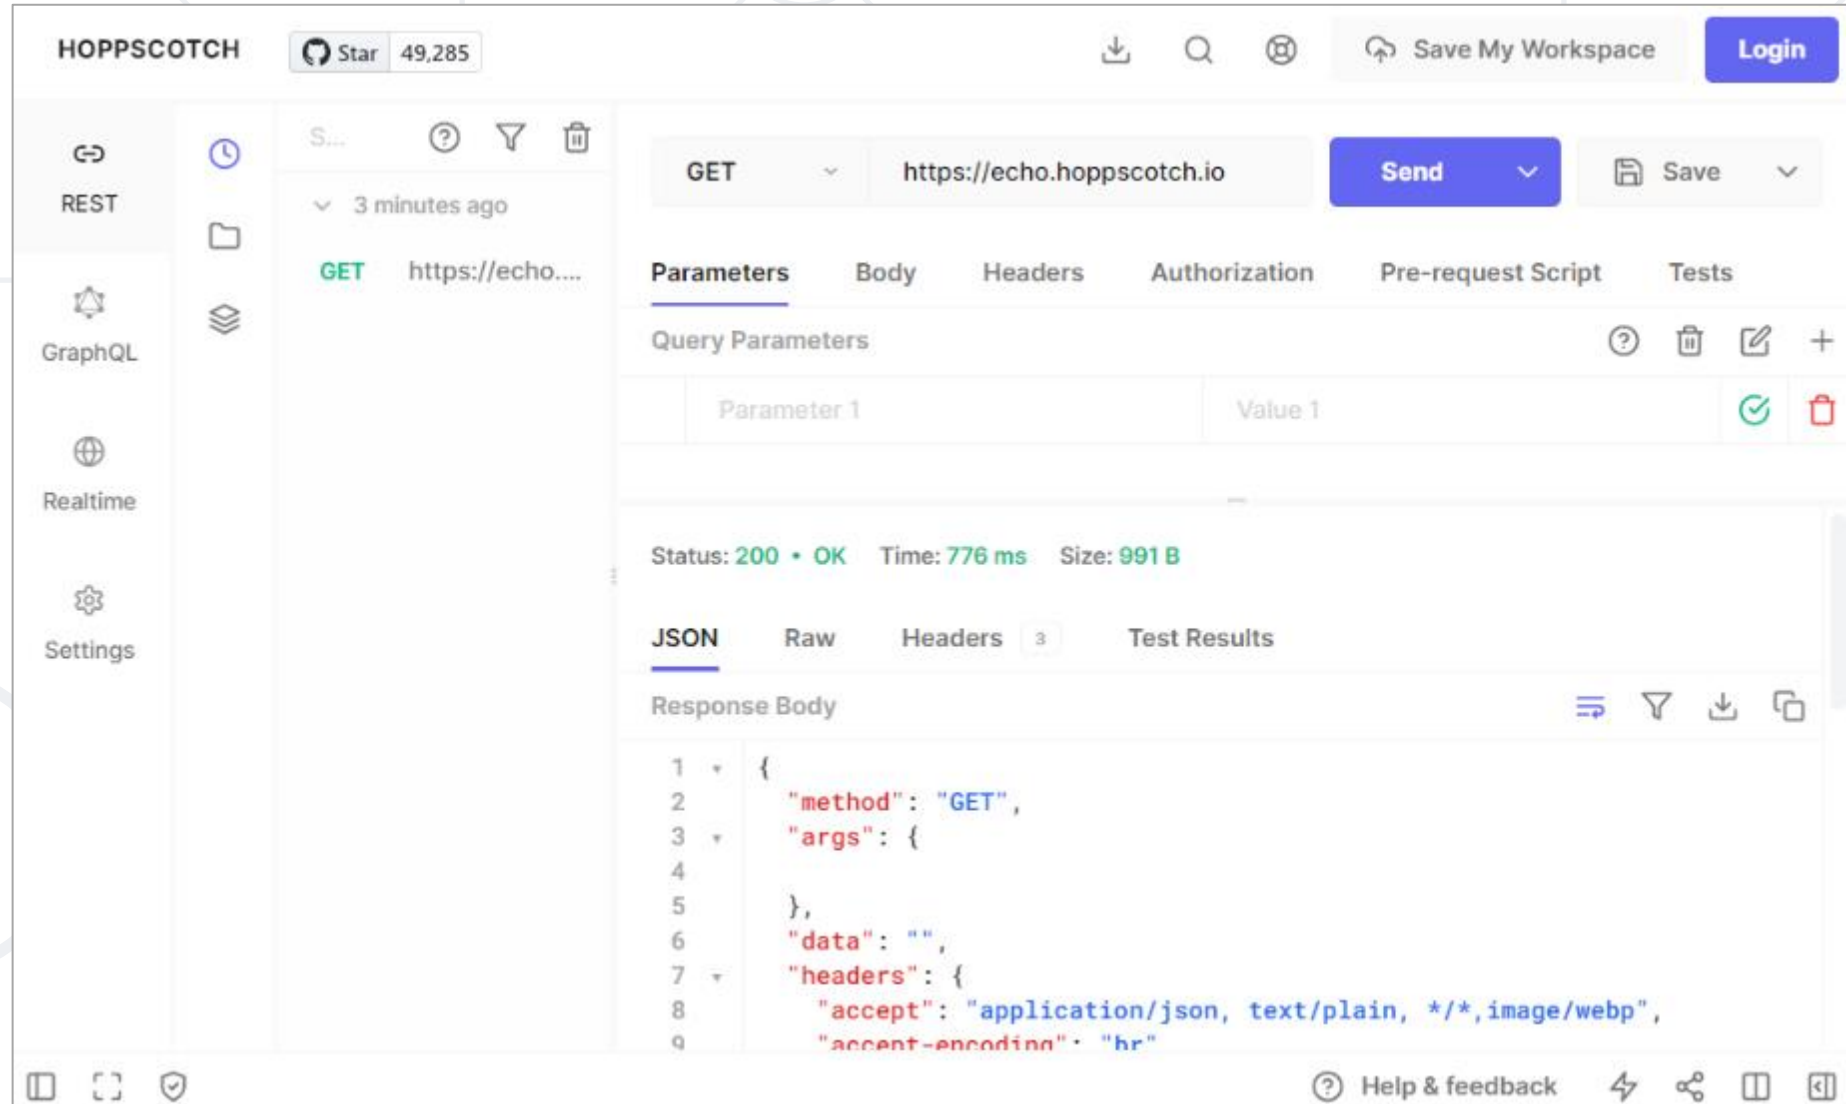 HOPPSCOTCH
Star 49,285
Save My Workspace
Login
REST
GraphQL
Realtime
Settings
S...
3 minutes ago
GET https://echo....
GET https://echo.hoppscotch.io
Send
Save
Parameters Body Headers Authorization Pre-request Script Tests
Query Parameters
Parameter 1 Value 1
Status: 200 • OK Time: 776 ms Size: 991 B
JSON Raw Headers 3 Test Results
Response Body
1 {
2 "method": "GET",
3 "args": {
4
5 },
6 "data": "",
7 "headers": {
8 "accept": "application/json, text/plain, */*,image/webp",
9 "accept-encoding": "br"
Help & feedback